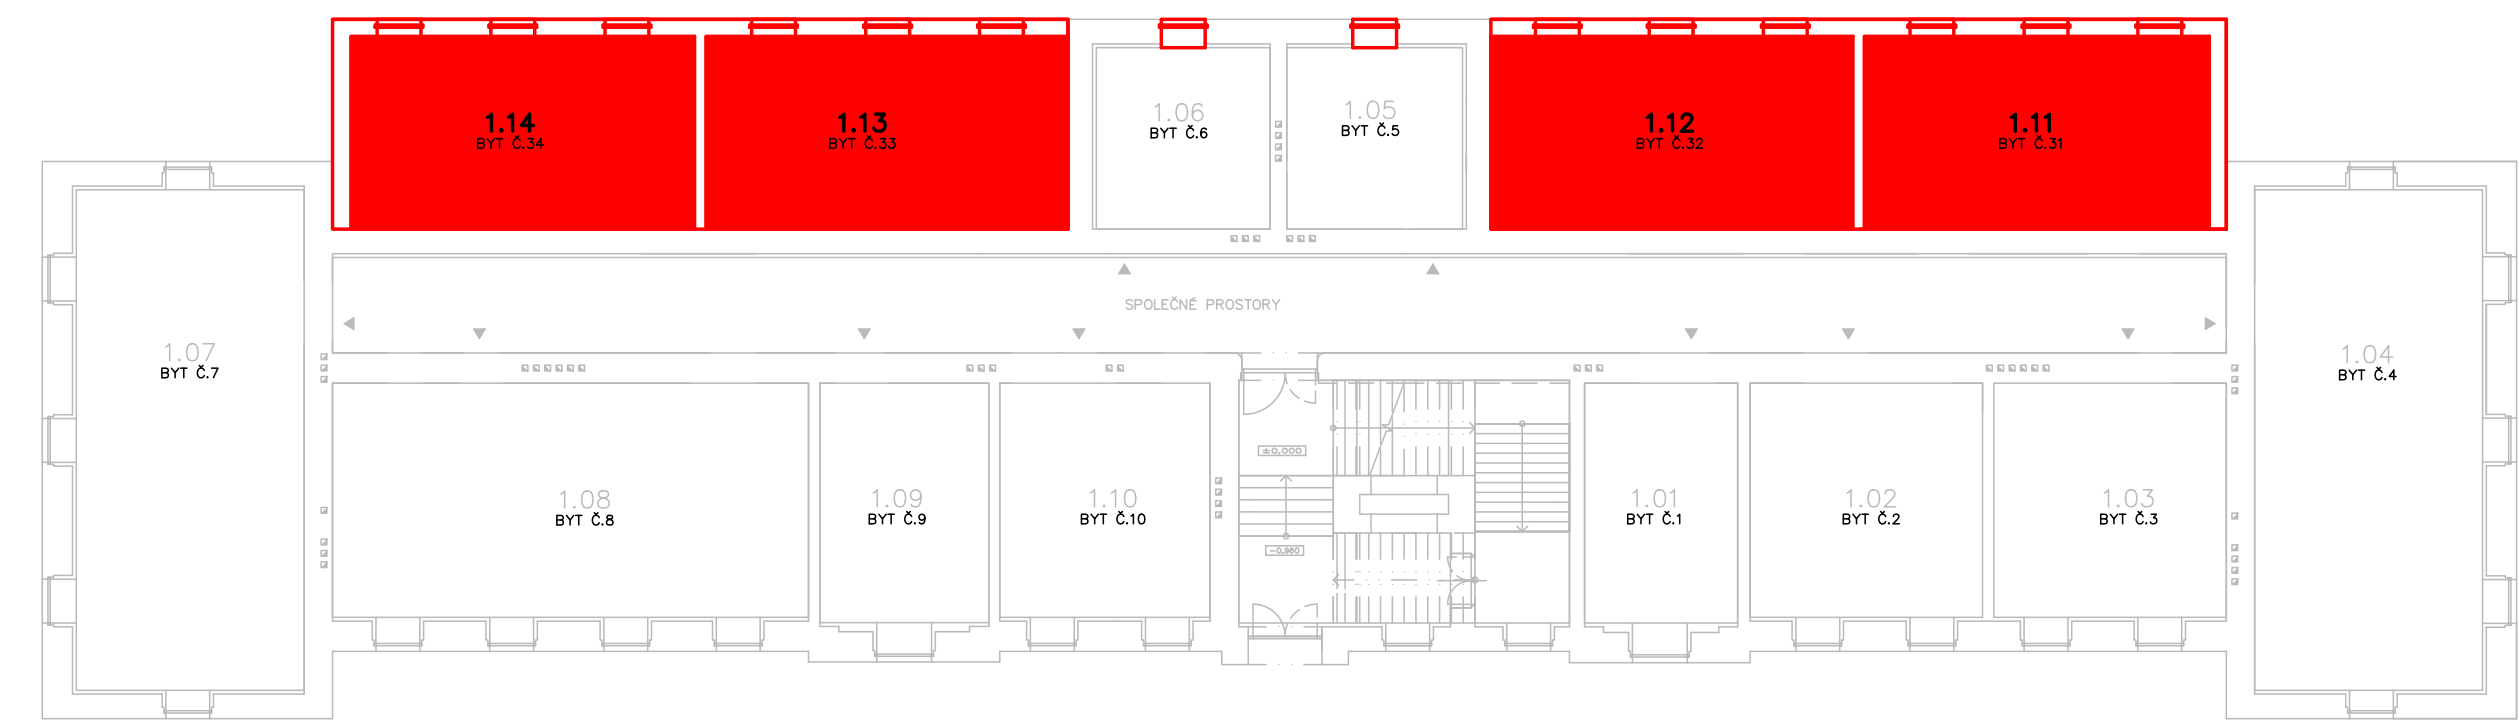 1.14
BYT Č.34
1.13
BYT Č.33
1.06
BYT Č.6
1.05
BYT Č.5
1.12
BYT Č.32
1.11
BYT Č.31
SPOLEČNÉ PROSTORY
1.07
BYT Č.7
1.04
BYT Č.4
±0,000
1.08
BYT Č.8
1.09
BYT Č.9
1.10
BYT Č.10
1.01
BYT Č.1
1.02
BYT Č.2
1.03
BYT Č.3
-0,960